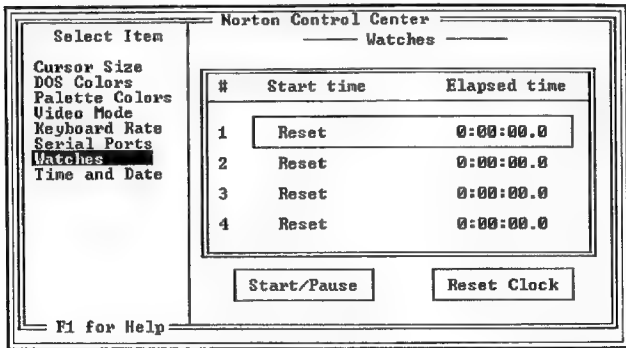 Norton Control Center
Select Item
Cursor Size
DOS Colors
Palette Colors
Video Mode
Keyboard Rate
Serial Ports
Watches
Time and Date
F1 for Help
Watches
# Start time Elapsed time
1 Reset 0:00:00.0
2 Reset 0:00:00.0
3 Reset 0:00:00.0
4 Reset 0:00:00.0
Start/Pause Reset Clock